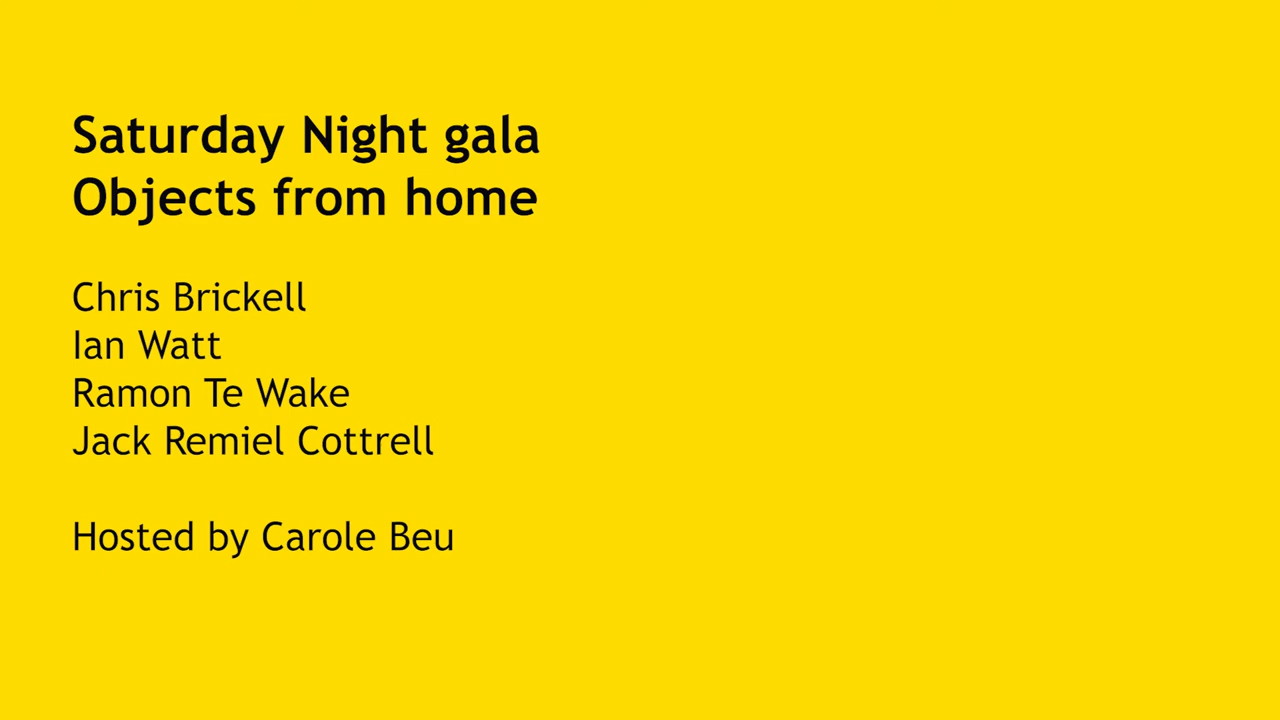 Saturday Night gala
Objects from home
Chris Brickell
Ian Watt
Ramon Te Wake
Jack Remiel Cottrell
Hosted by Carole Beu